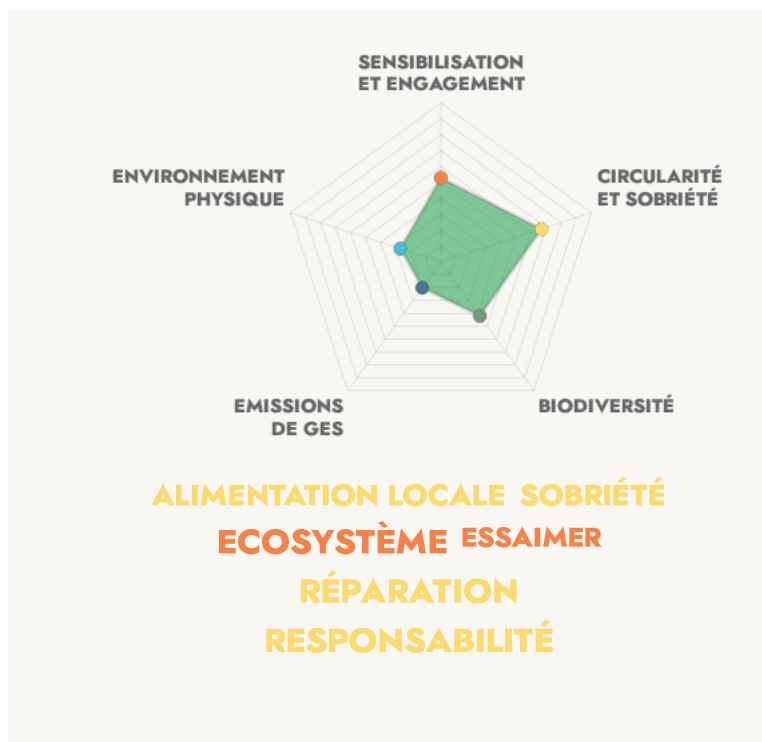 SENSIBILISATION
ET ENGAGEMENT
ENVIRONNEMENT
PHYSIQUE
CIRCULARITÉ
ET SOBRIÉTÉ
EMISSIONS
DE GES
BIODIVERSITÉ
ALIMENTATION LOCALE SOBRIÉTÉ
ECOSYSTÈME ESSAIMER
RÉPARATION
RESPONSABILITÉ